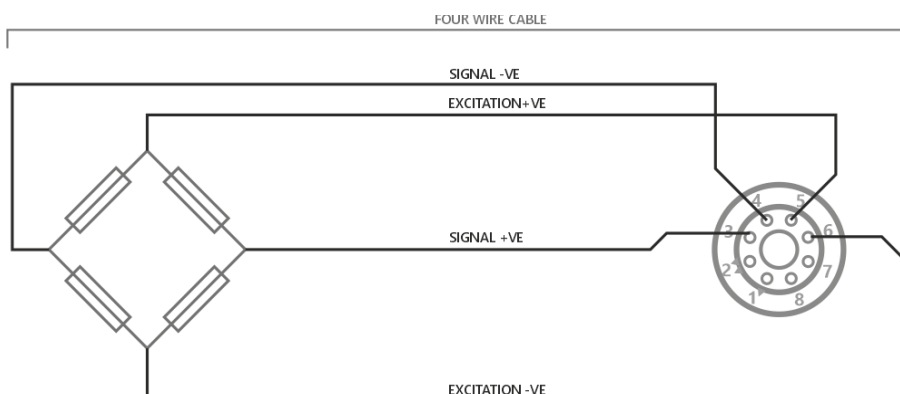 FOUR WIRE CABLE
SIGNAL -VE
EXCITATION+VE
4 5
SIGNAL +VE
3 6
2 7
1 8
EXCITATION -VE